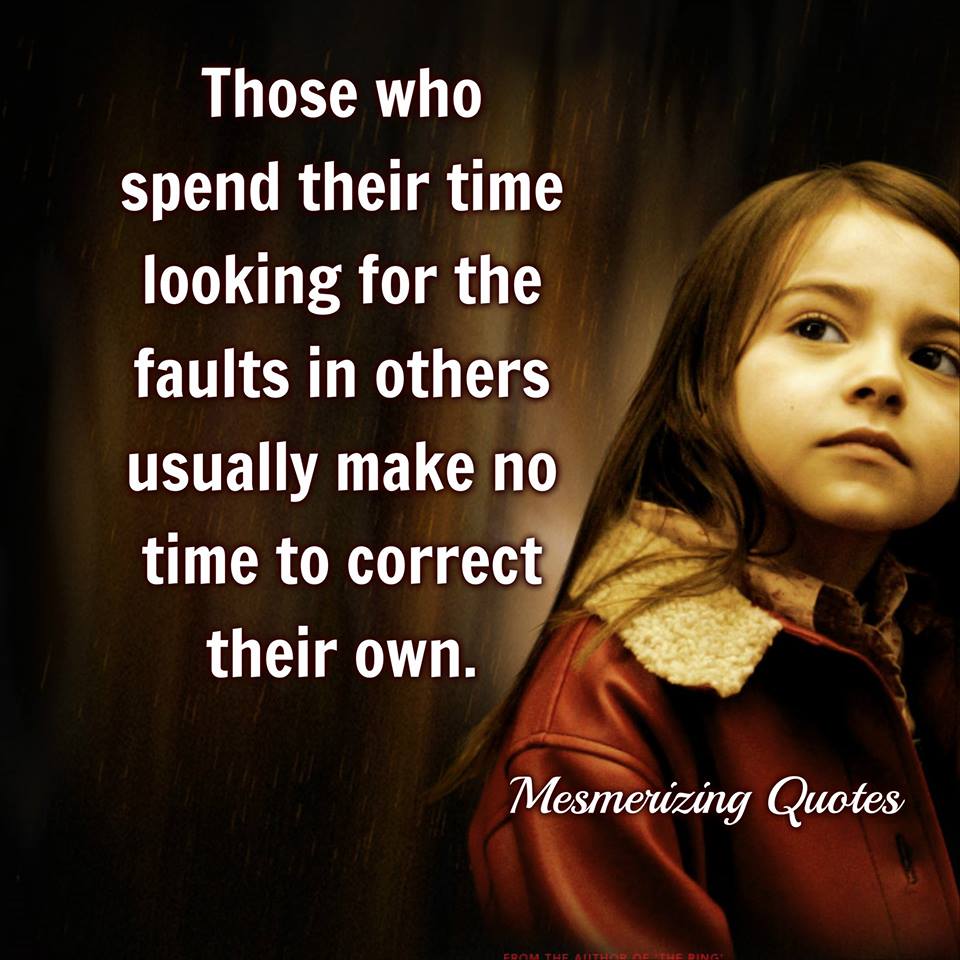 Those who
spend their time
looking for the
faults in others
usually make no
time to correct
their own.
Mesmerizing Quotes
FROM THE AUTHOR OF 'THE RING'